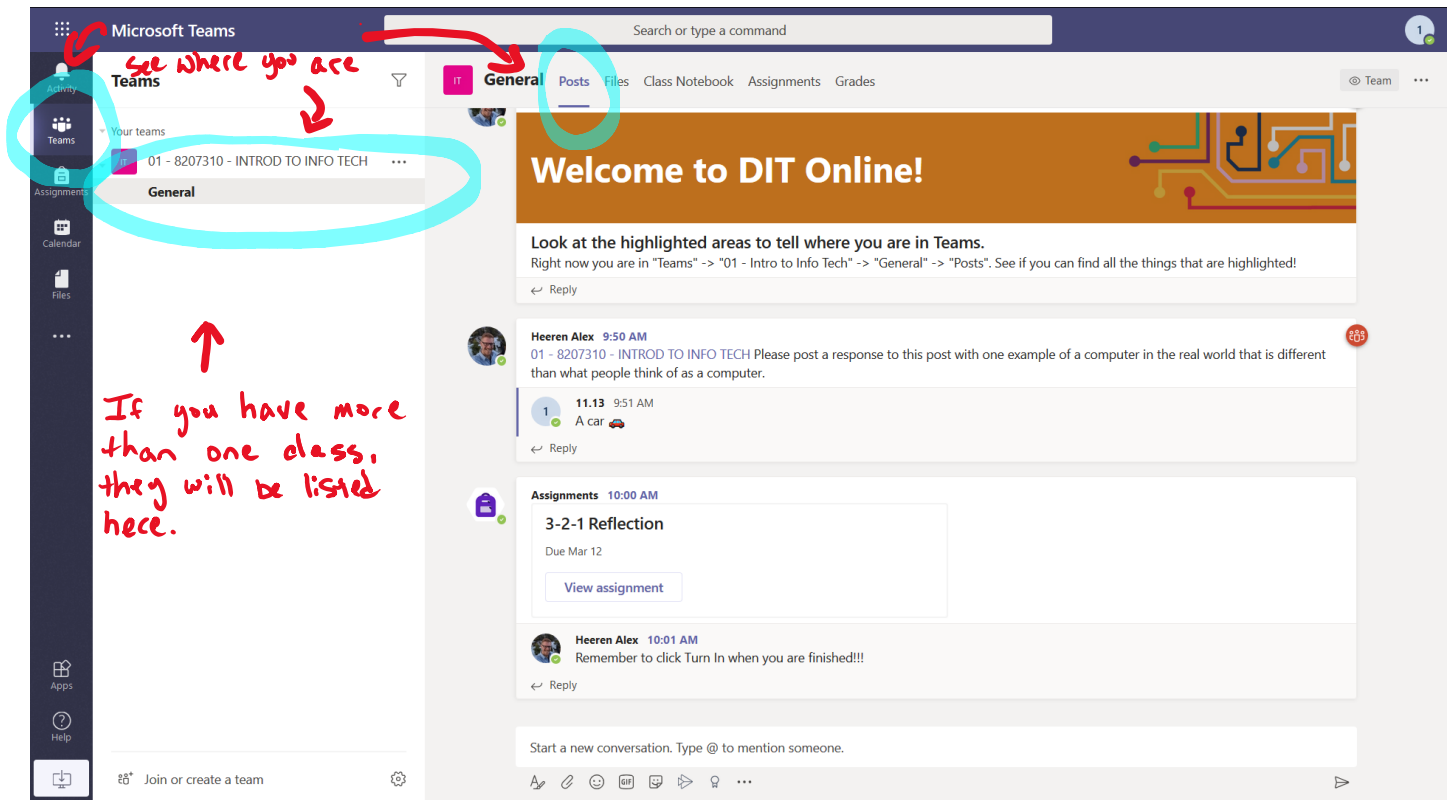 Microsoft Teams
Search or type a command
1
see where you are
Activity
Teams
Assignments
Calendar
Files
Apps
Help
Teams
Your teams
IT
01 - 8207310 - INTROD TO INFO TECH
General
If you have more
than one class,
they will be listed
here.
Join or create a team
IT
General Posts Files Class Notebook Assignments Grades
Team
Welcome to DIT Online!
Look at the highlighted areas to tell where you are in Teams.
Right now you are in "Teams" -> "01 - Intro to Info Tech" -> "General" -> "Posts". See if you can find all the things that are highlighted!
Reply
Heeren Alex 9:50 AM
01 - 8207310 - INTROD TO INFO TECH Please post a response to this post with one example of a computer in the real world that is different
than what people think of as a computer.
1
11.13 9:51 AM
A car 🚗
Reply
Assignments 10:00 AM
3-2-1 Reflection
Due Mar 12
View assignment
Heeren Alex 10:01 AM
Remember to click Turn In when you are finished!!!
Reply
Start a new conversation. Type @ to mention someone.
GIF